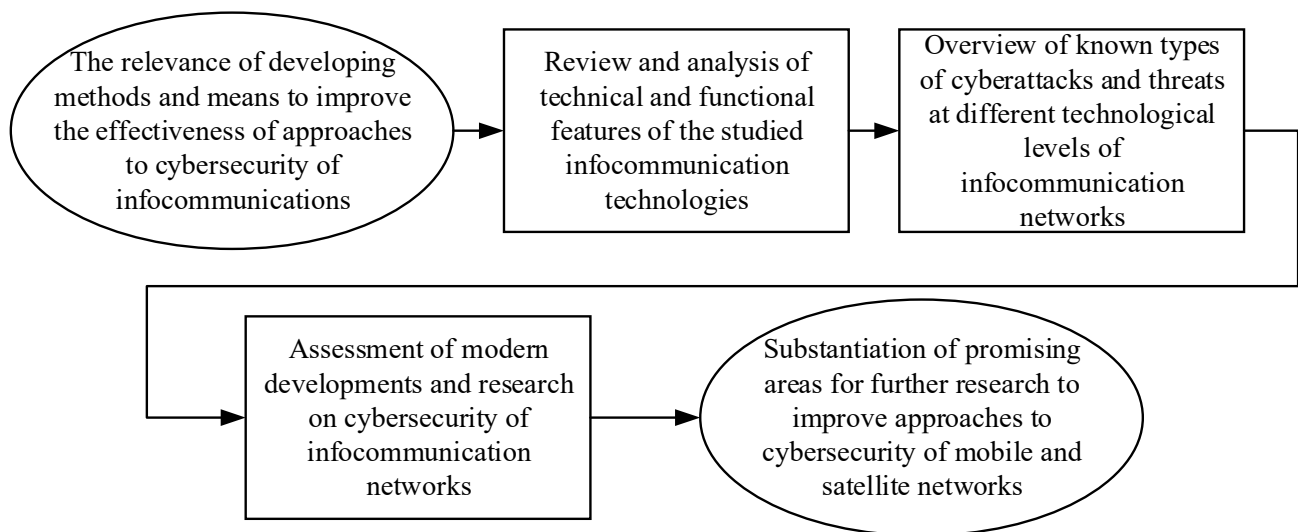 The relevance of developing
methods and means to improve
the effectiveness of approaches
to cybersecurity of
infocommunications
Review and analysis of
technical and functional
features of the studied
infocommunication
technologies
Overview of known types
of cyberattacks and threats
at different technological
levels of
infocommunication
networks
Assessment of modern
developments and research
on cybersecurity of
infocommunication
networks
Substantiation of promising
areas for further research to
improve approaches to
cybersecurity of mobile and
satellite networks